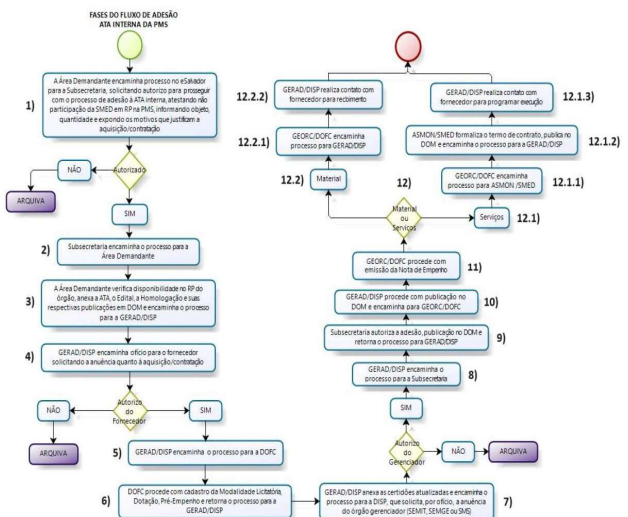 FASES DO FLUXO DE ADESÃO
ATA INTERNA DA PMS
1)
A Área Demandante encaminha processo no eSalvador
para a Subsecretaria, solicitando autorizo para prosseguir
com o processo de adesão à ATA interna, atestando não
participação da SMED em RP na PMS, informando objeto,
quantidade e expondo os motivos que justificam a
aquisição/contratação
Autorizado
NÃO
ARQUIVA
SIM
2)
Subsecretaria encaminha o processo para a
Área Demandante
3)
A Área Demandante verifica disponibilidade no RP do
órgão, anexa a ATA, o Edital, a Homologação e suas
respectivas publicações em DOM e encaminha o processo
para a GERAD/DISP
4)
GERAD/DISP encaminha ofício para o fornecedor
solicitando a anuência quanto à aquisição/contratação
Autorizo
do
Fornecedor
NÃO
ARQUIVA
SIM
5)
GERAD/DISP encaminha o processo para a DOFC
6)
DOFC procede com cadastro da Modalidade Licitatória,
Dotação, Pré-Empenho e retorna o processo para a
GERAD/DISP
7)
GERAD/DISP anexa as certidões atualizadas e encaminha o
processo para a DISP, que solicita, por ofício, a anuência
do órgão gerenciador (SEMIT, SEMGE ou SMS)
Autorizo
do
Gerenciador
NÃO
ARQUIVA
SIM
8)
GERAD/DISP encaminha o
processo para a Subsecretaria
9)
Subsecretaria autoriza a adesão, publicação no DOM e
retorna o processo para GERAD/DISP
10)
GERAD/DISP procede com publicação no
DOM e encaminha para GEORC/DOFC
11)
GEORC/DOFC procede com
emissão da Nota de Empenho
12)
Material
ou
Serviços
12.1)
Serviços
12.1.1)
GEORC/DOFC encaminha
processo para ASMON /SMED
12.1.2)
ASMON/SMED formaliza o termo de contrato, publica no
DOM e encaminha o processo para a GERAD/DISP
12.1.3)
GERAD/DISP realiza contato com
fornecedor para programar execução
12.2)
Material
12.2.1)
GEORC/DOFC encaminha
processo para GERAD/DISP
12.2.2)
GERAD/DISP realiza contato com
fornecedor para recbimento